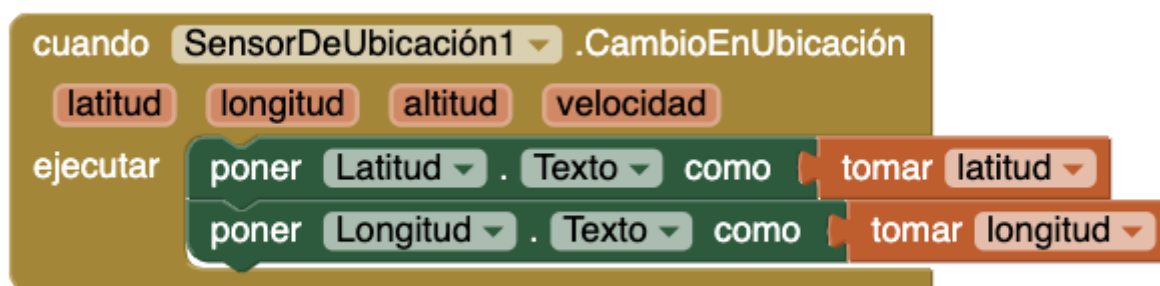 cuando SensorDeUbicación1 .CambioEnUbicación
latitud longitud altitud velocidad
ejecutar poner Latitud . Texto como tomar latitud
poner Longitud . Texto como tomar longitud